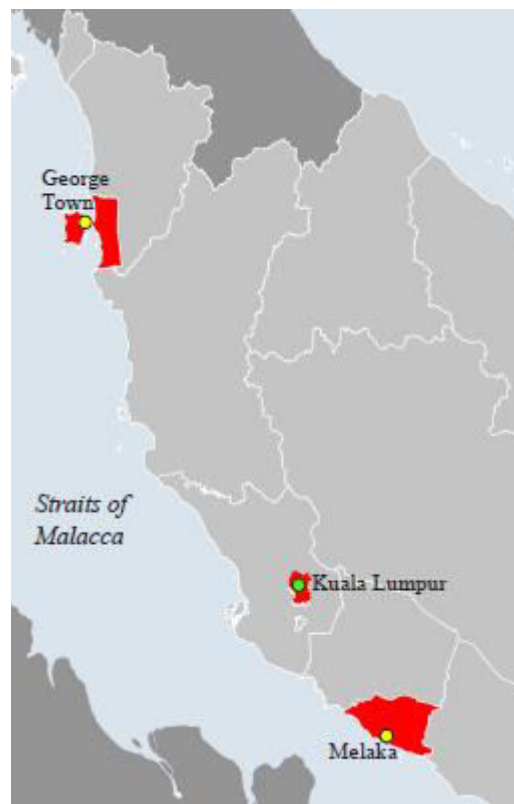 George
Town
Straits of
Malacca
Kuala Lumpur
Melaka